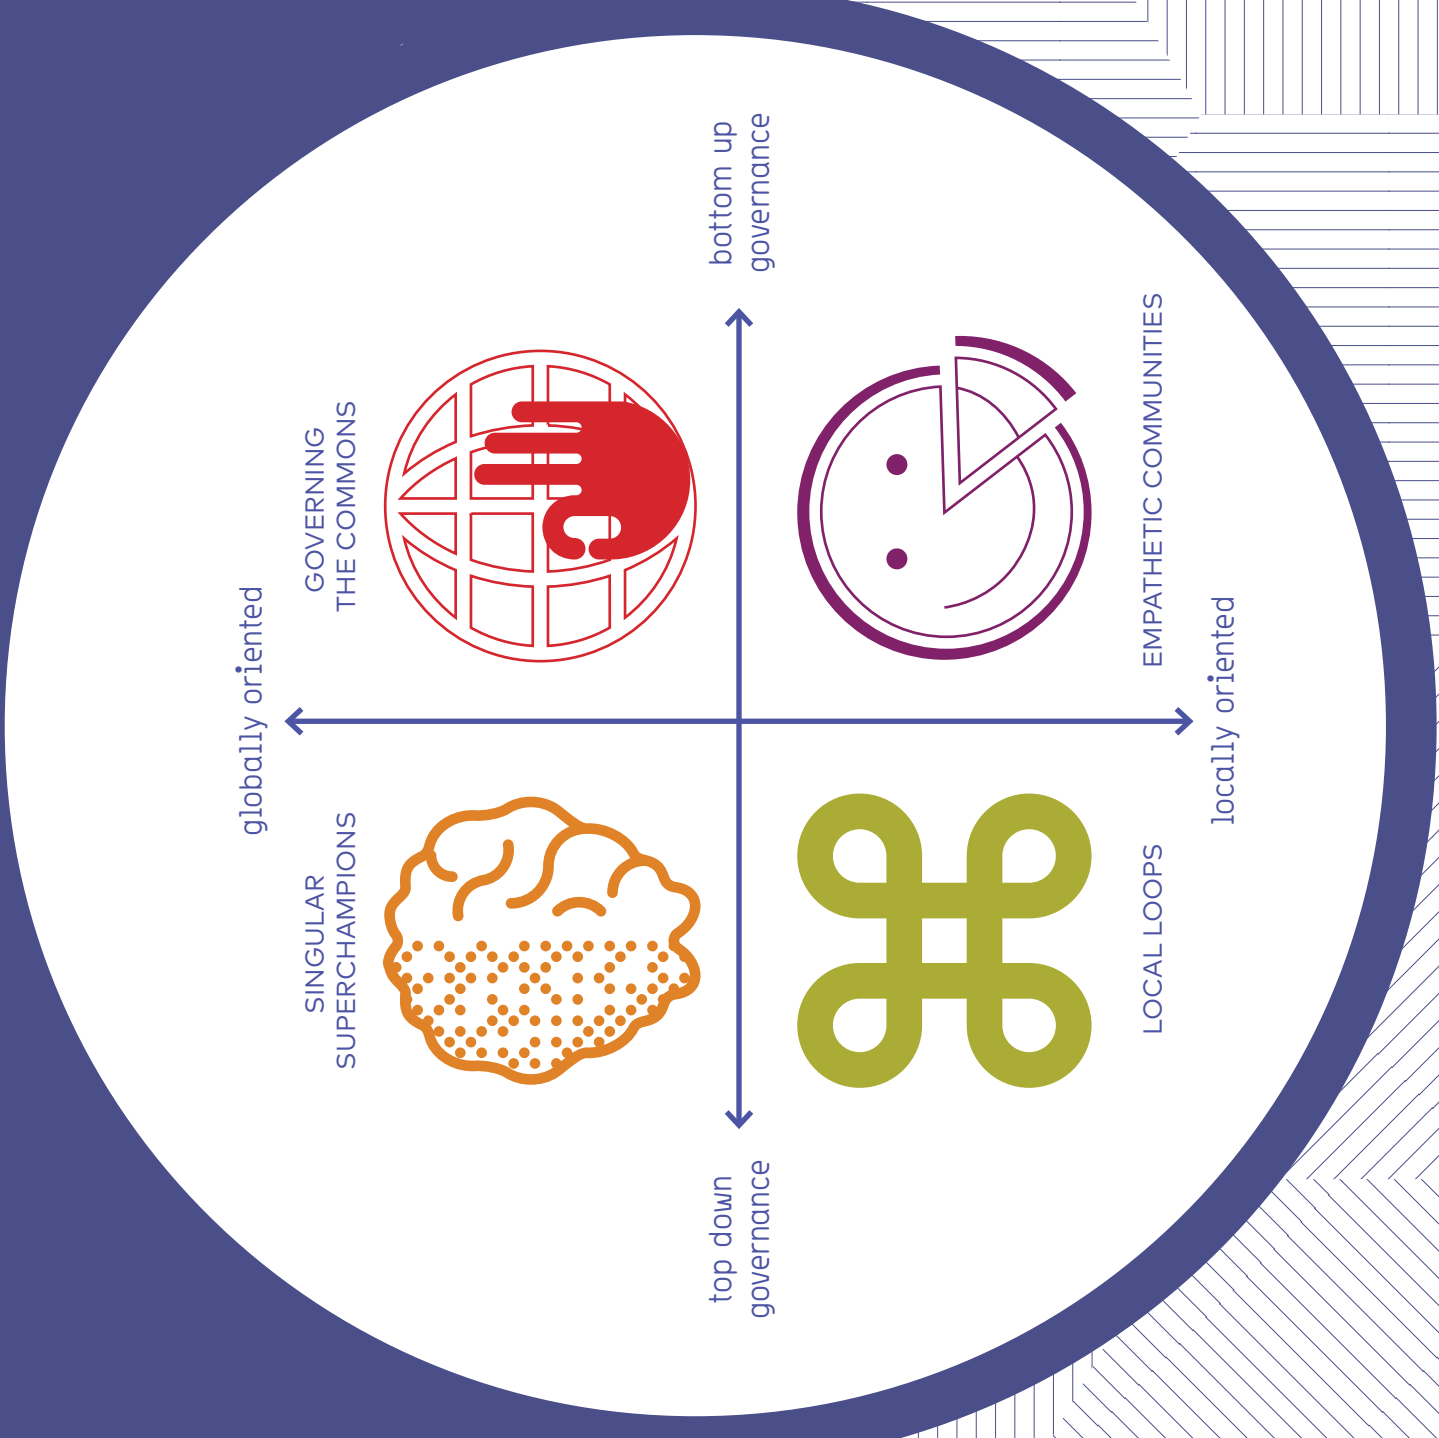 globally oriented
SINGULAR
SUPERCHAMPIONS
GOVERNING
THE COMMONS
top down
governance
bottom up
governance
LOCAL LOOPS
EMPATHETIC COMMUNITIES
locally oriented